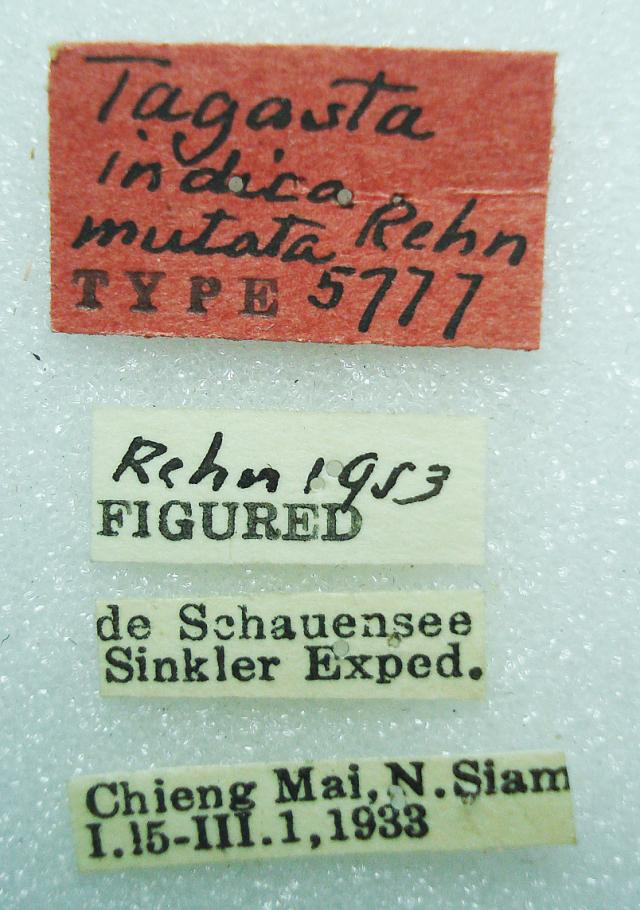 Tagasta
indica
mutata Rehn
TYPE 5777
Rehn 1953
FIGURED
de Schauensee
Sinkler Exped.
Chieng Mai, N. Siam
I.15-III.1,1933